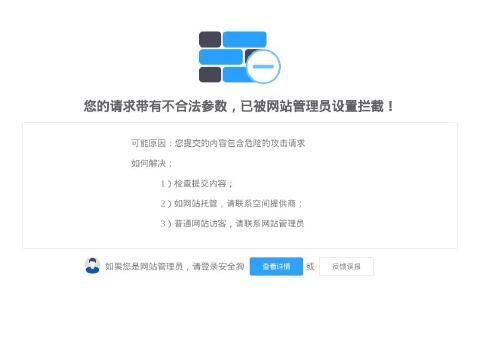 您的请求带有不合法参数，已被网站管理员设置拦截！
可能原因：您提交的内容包含危险的攻击请求
如何解决：
1）检查提交内容；
2）如网站托管，请联系空间提供商；
3）普通网站访客，请联系网站管理员
如果您是网站管理员，请登录安全狗 查看详情 或 反馈误报